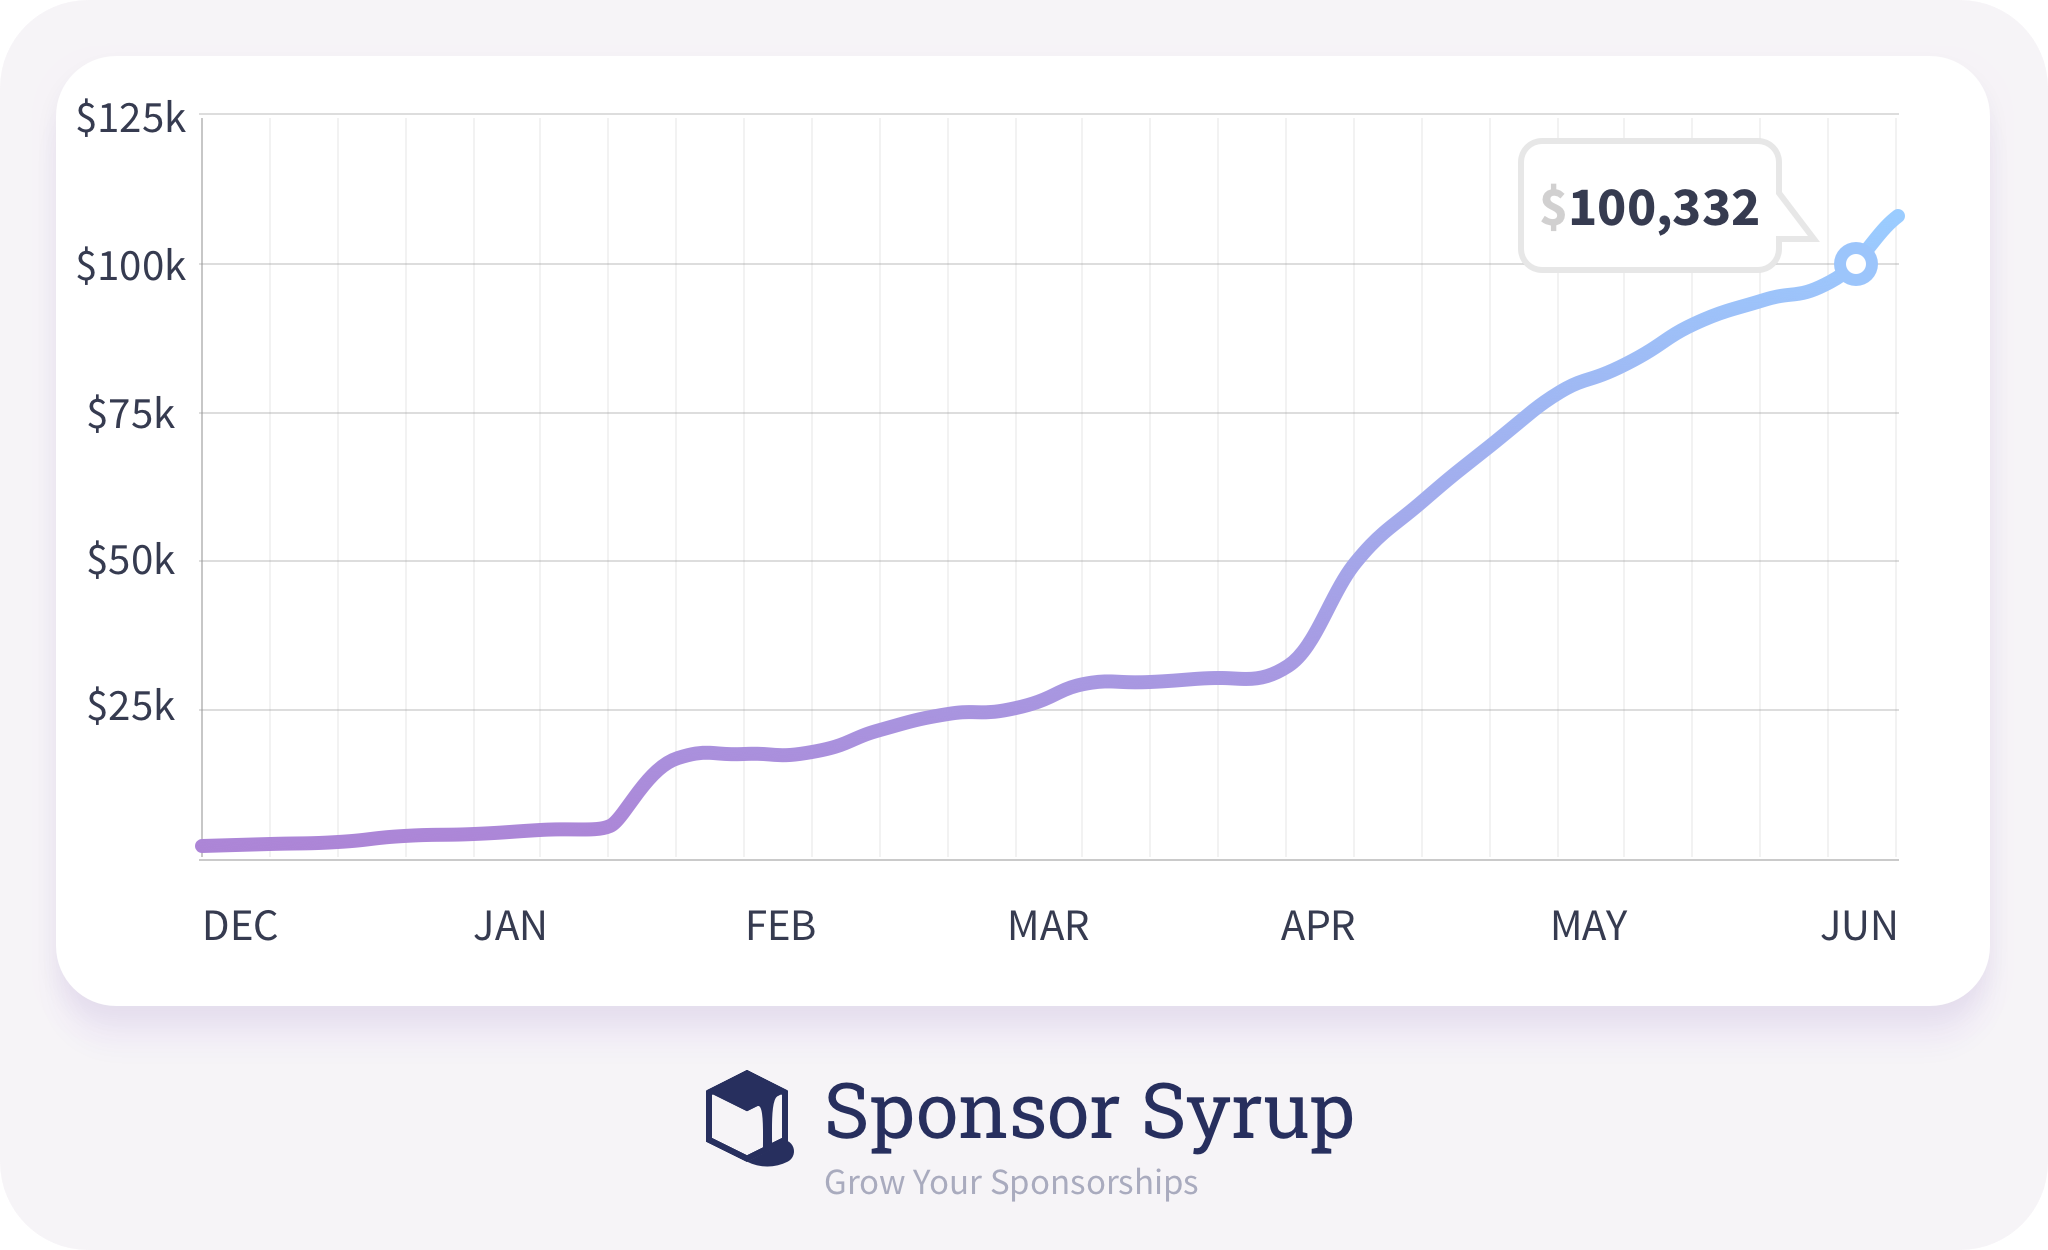 $125k
$100,332
$100k
$75k
$50k
$25k
DEC JAN FEB MAR APR MAY JUN
Sponsor Syrup
Grow Your Sponsorships